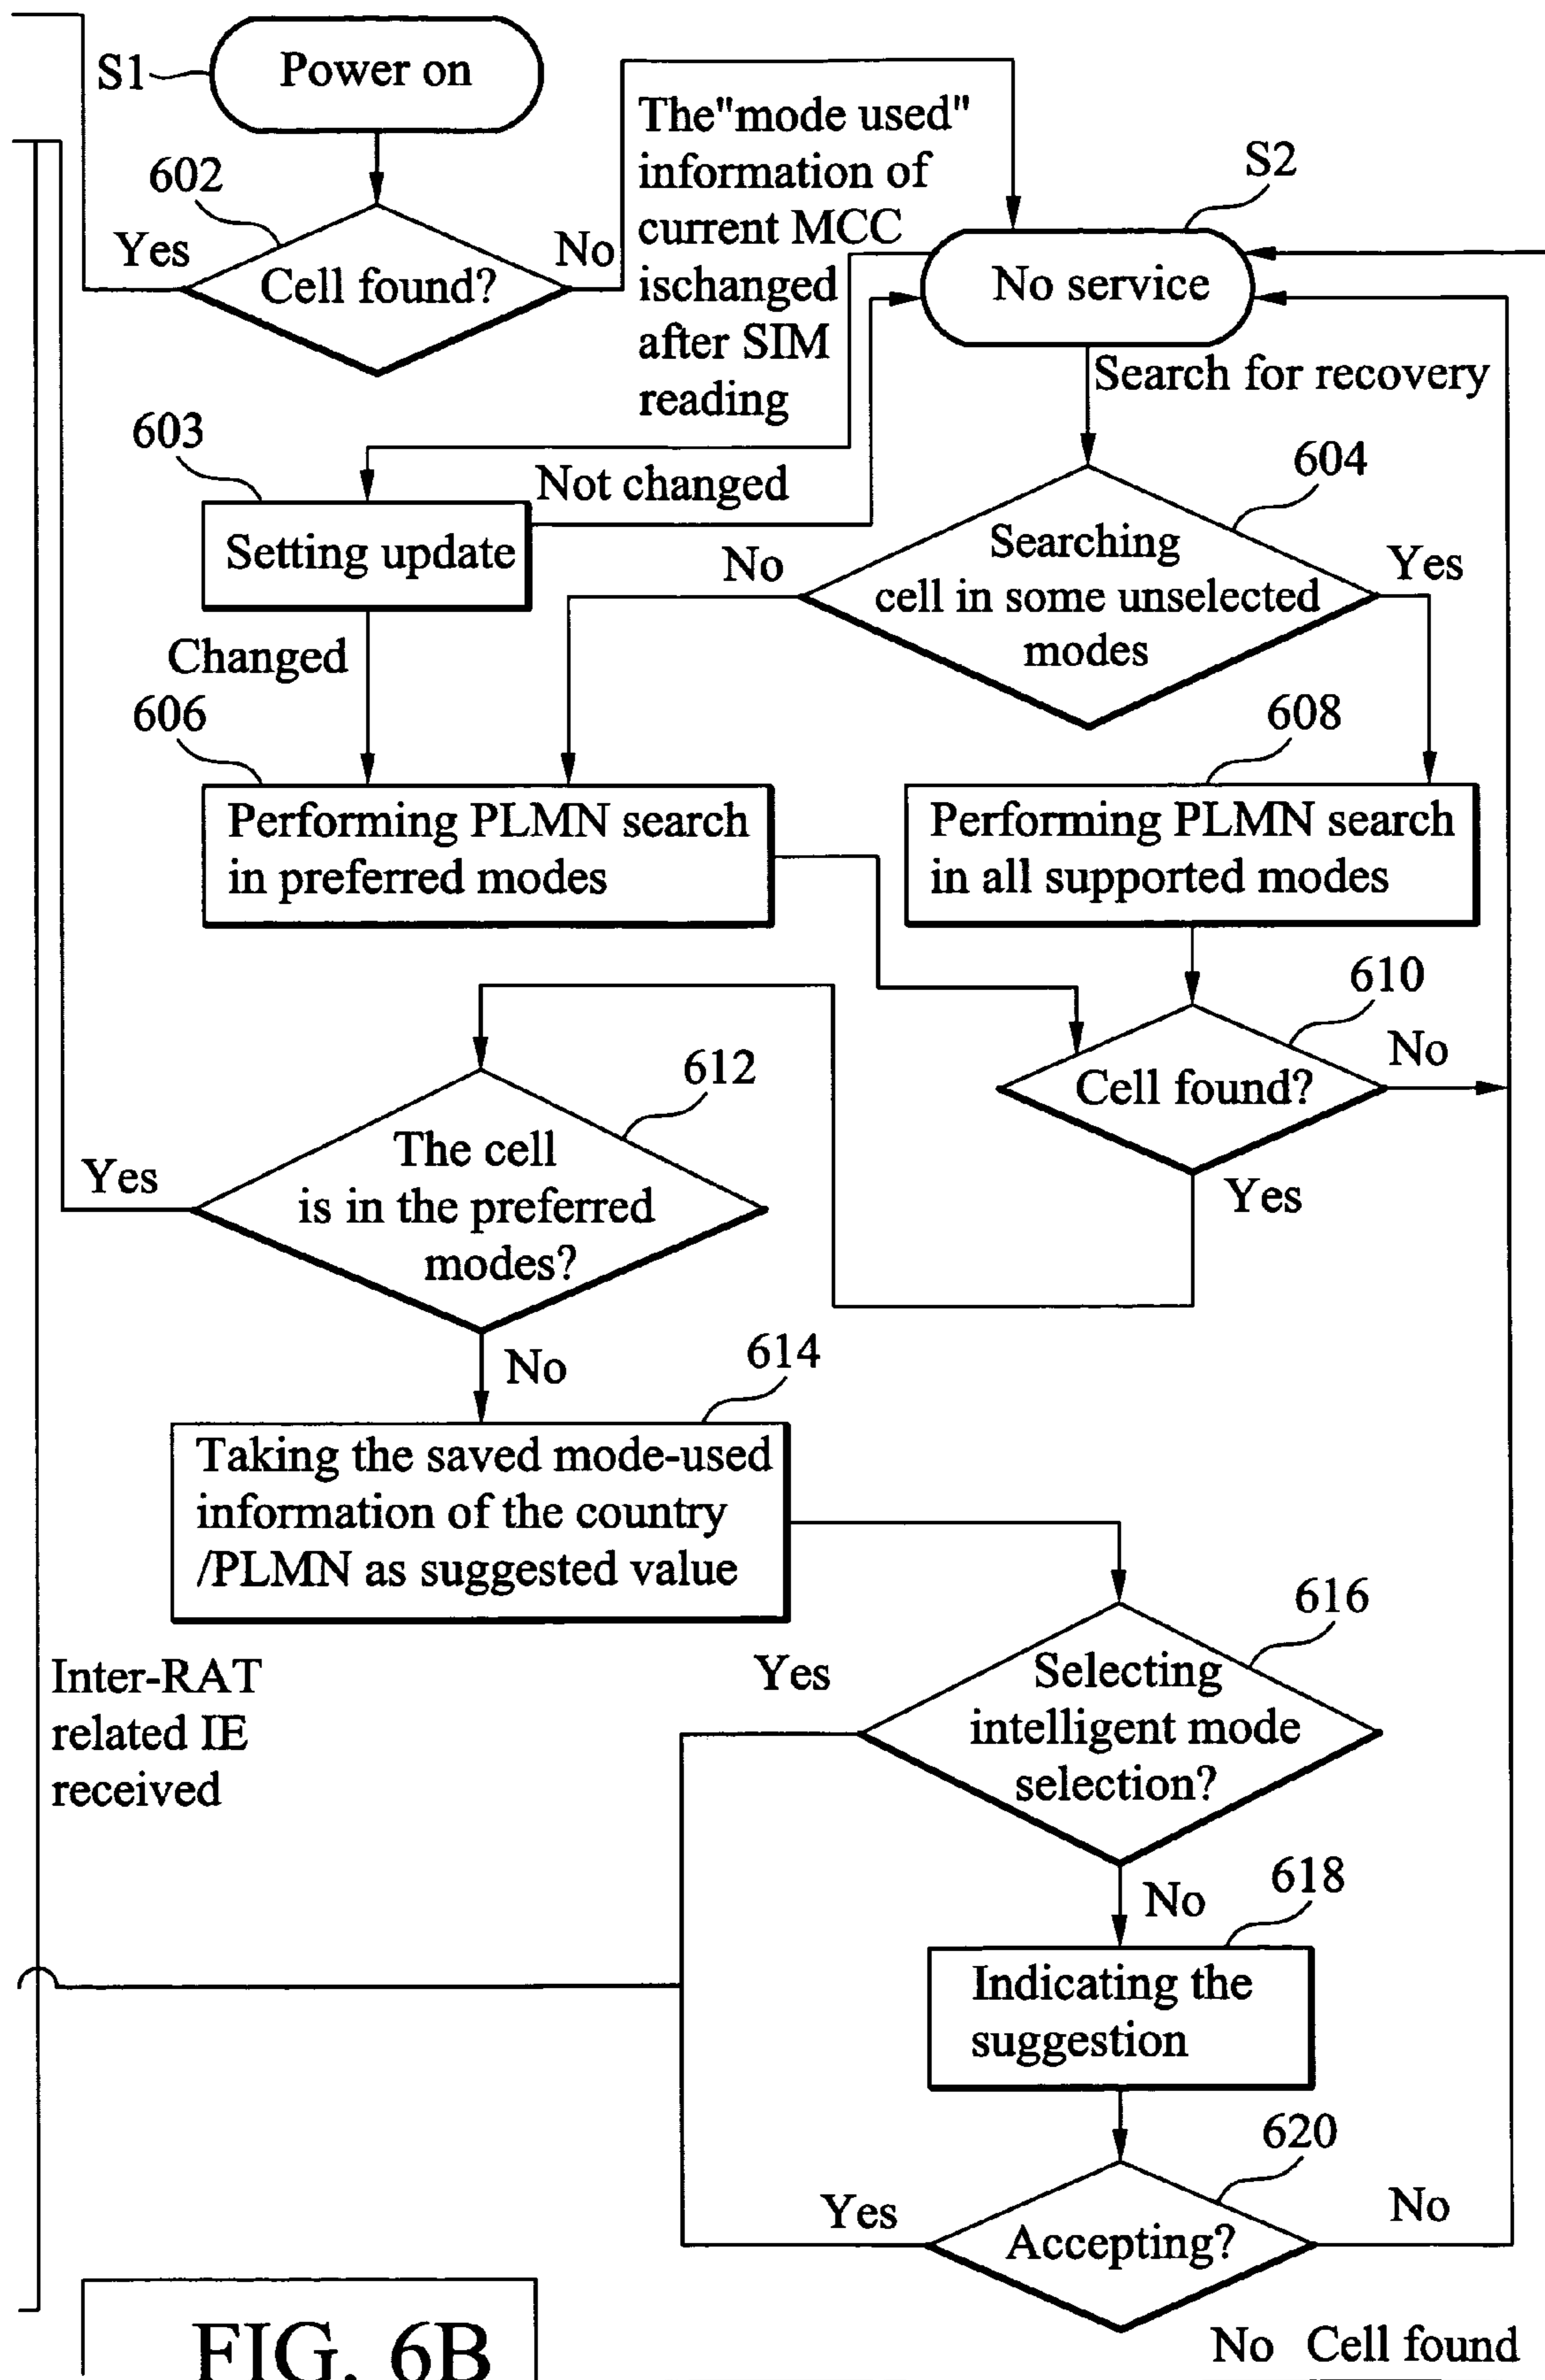 S1
Power on
602
Yes
Cell found?
No
The"mode used"
information of
current MCC
ischanged
after SIM
reading
S2
No service
Search for recovery
603
Setting update
Not changed
Changed
604
Searching
cell in some unselected
modes
No
Yes
606
Performing PLMN search
in preferred modes
608
Performing PLMN search
in all supported modes
610
Cell found?
No
Yes
612
The cell
is in the preferred
modes?
Yes
No
614
Taking the saved mode-used
information of the country
/PLMN as suggested value
616
Selecting
intelligent mode
selection?
Yes
No
Inter-RAT
related IE
received
618
Indicating the
suggestion
620
Accepting?
Yes
No
No Cell found
FIG. 6B